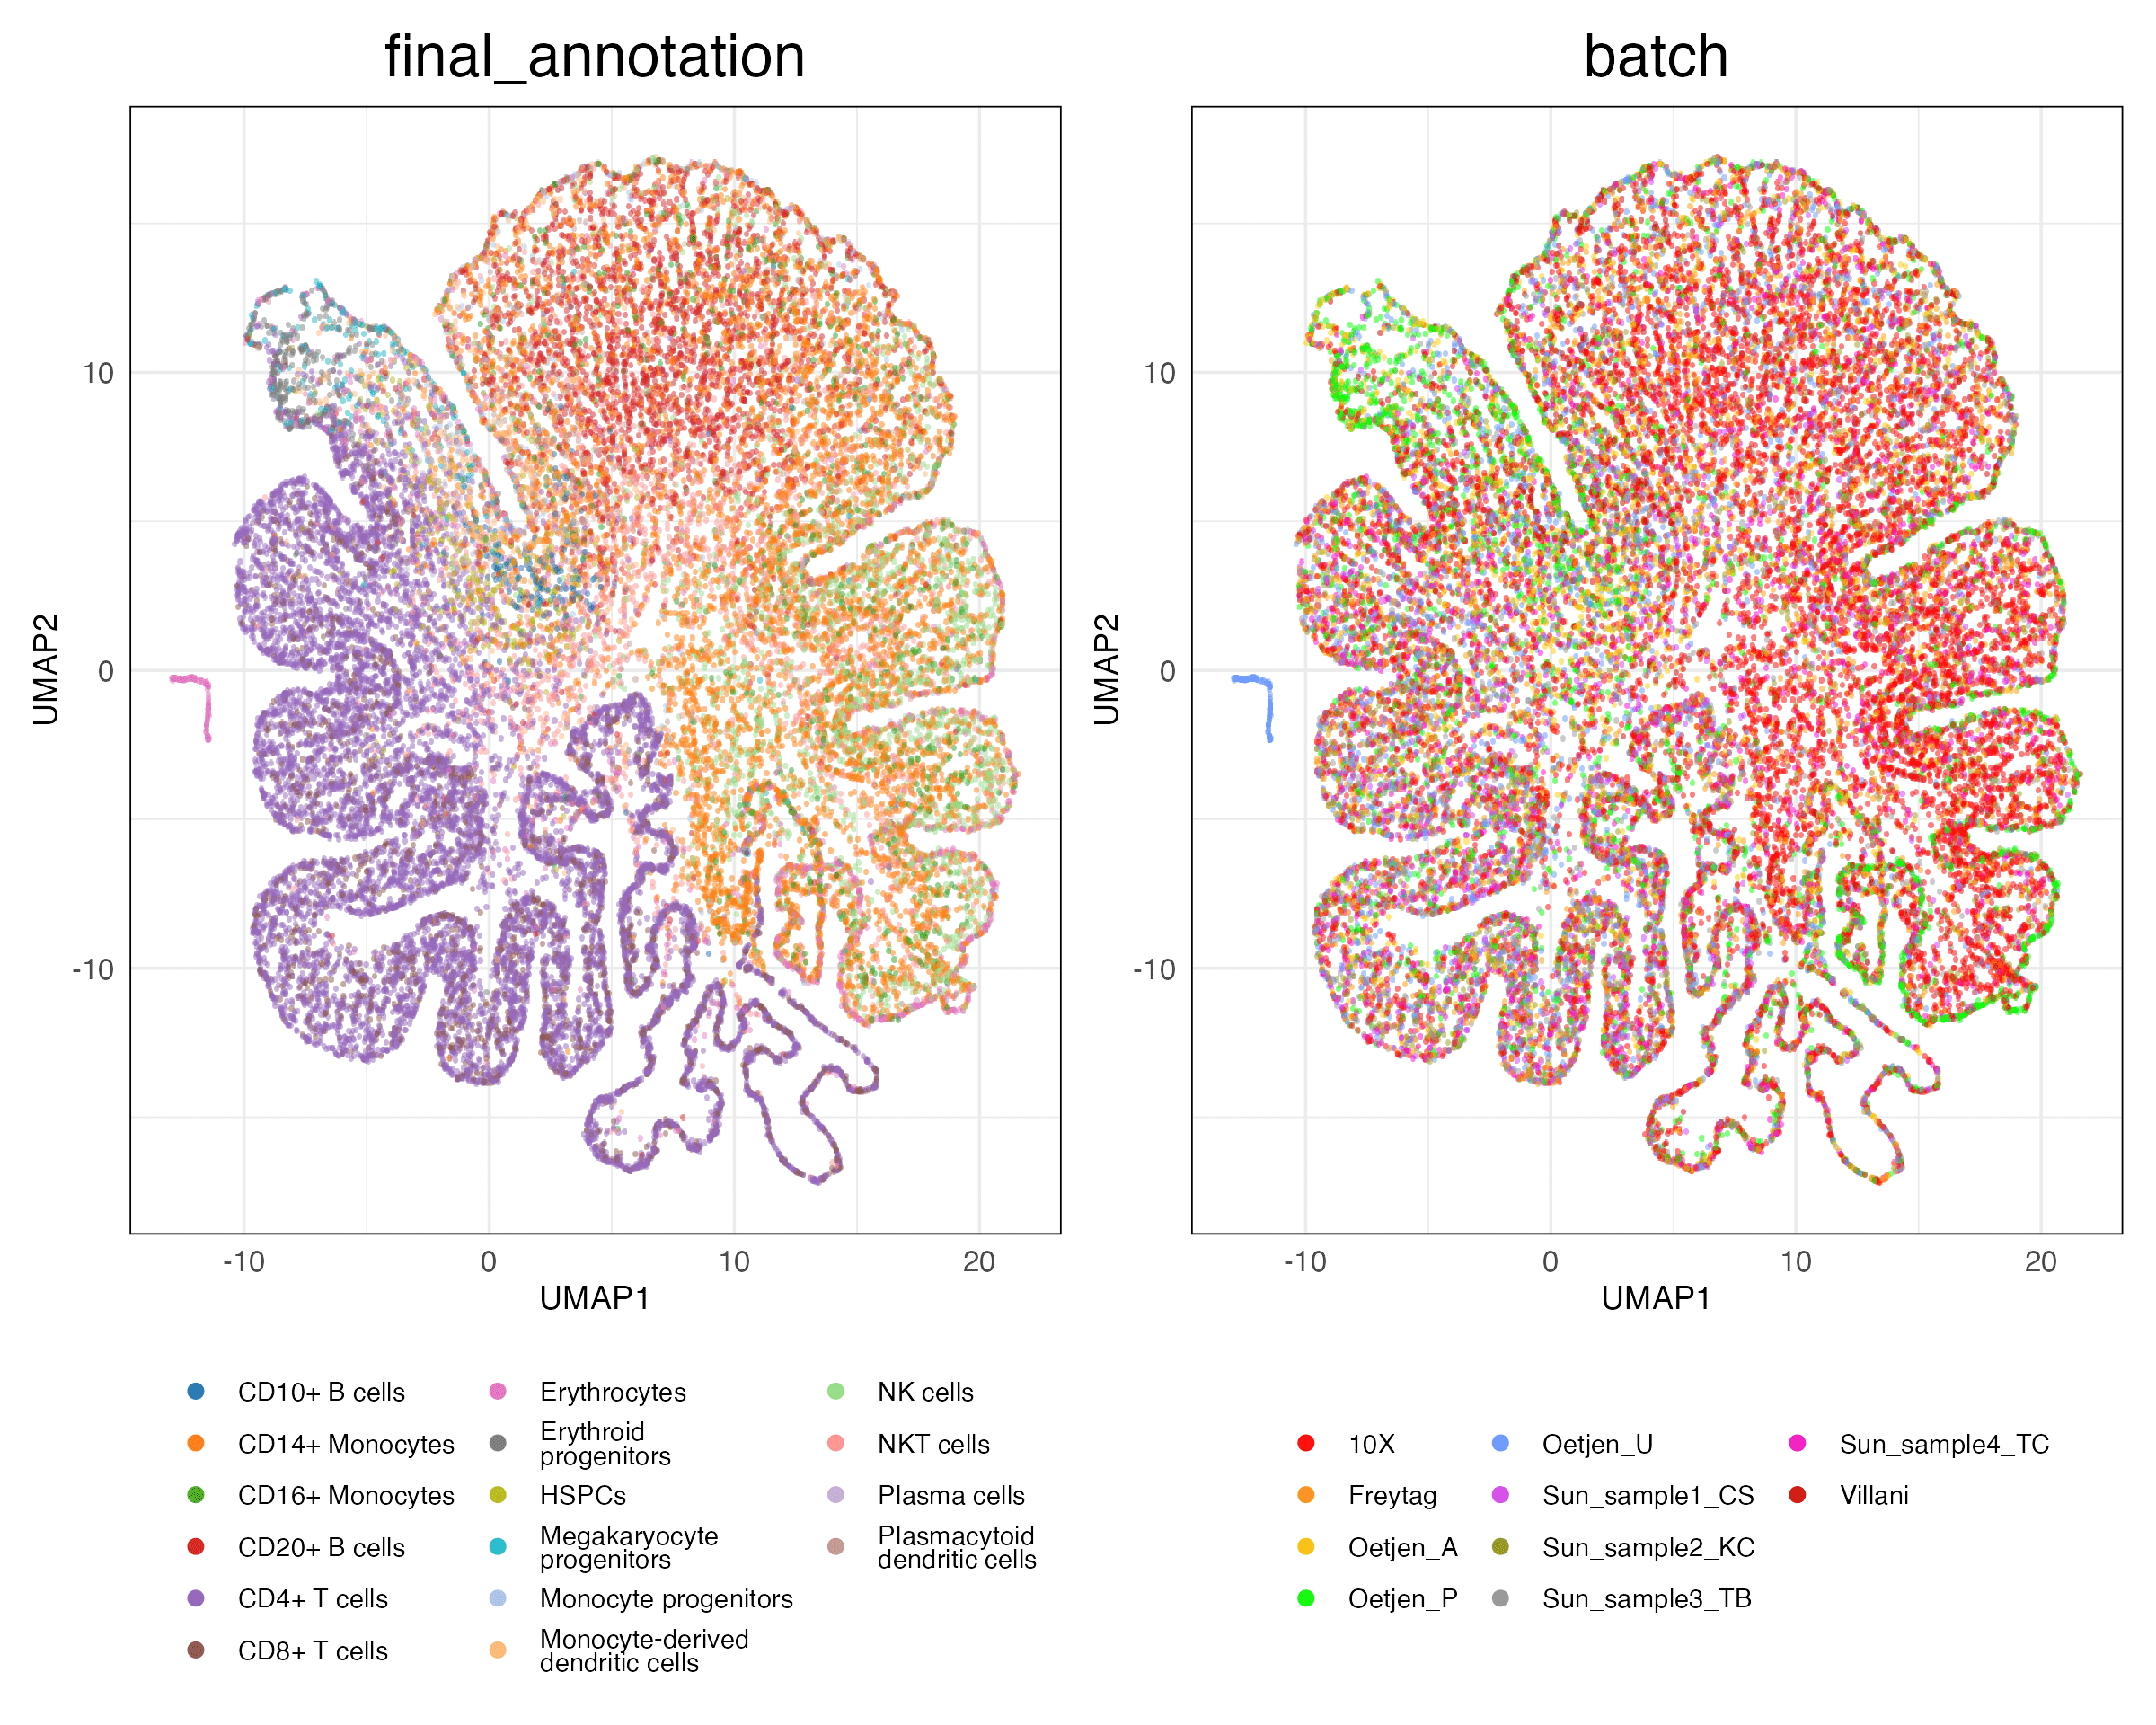 final_annotation
batch
UMAP2
10
0
-10
-10
0
10
20
UMAP1
UMAP2
10
0
-10
-10
0
10
20
UMAP1
CD10+ B cells
CD14+ Monocytes
CD16+ Monocytes
CD20+ B cells
CD4+ T cells
CD8+ T cells
Erythrocytes
Erythroid
progenitors
HSPCs
Megakaryocyte
progenitors
Monocyte progenitors
Monocyte-derived
dendritic cells
NK cells
NKT cells
Plasma cells
Plasmacytoid
dendritic cells
10X
Freytag
Oetjen_A
Oetjen_P
Oetjen_U
Sun_sample1_CS
Sun_sample2_KC
Sun_sample3_TB
Sun_sample4_TC
Villani